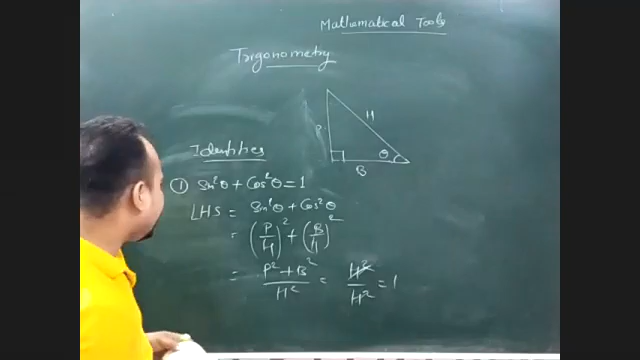 Mathematical Tools
Trigonometry
P
H
θ
B
Identities
① Sin²θ + Cos²θ = 1
LHS = Sin²θ + Cos²θ
= (P/H)² + (B/H)²
= P² + B² / H² = H² / H² = 1